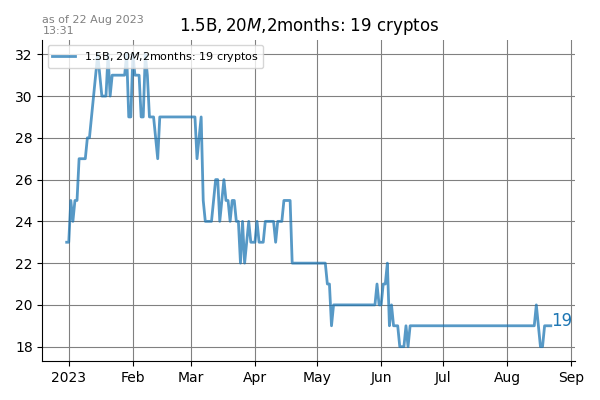 as of 22 Aug 2023
13:31
1.5B, 20M,2months: 19 cryptos
1.5B, 20M,2months: 19 cryptos
32
30
28
26
24
22
20
18
19
2023 Feb Mar Apr May Jun Jul Aug Sep